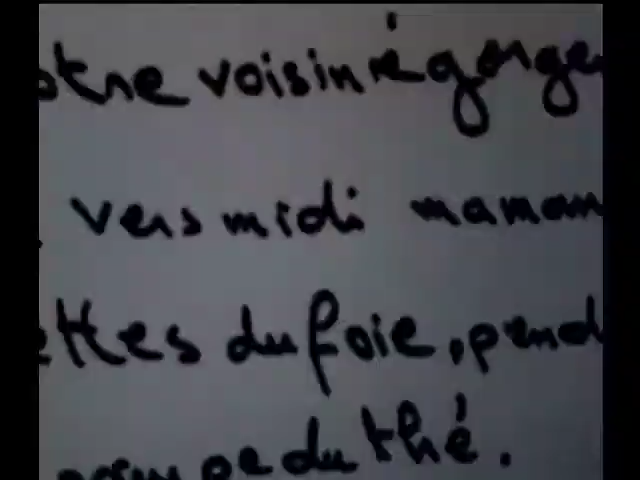 otre voisin égorge
vers midi maman
ettes du foie, pend
du thé.